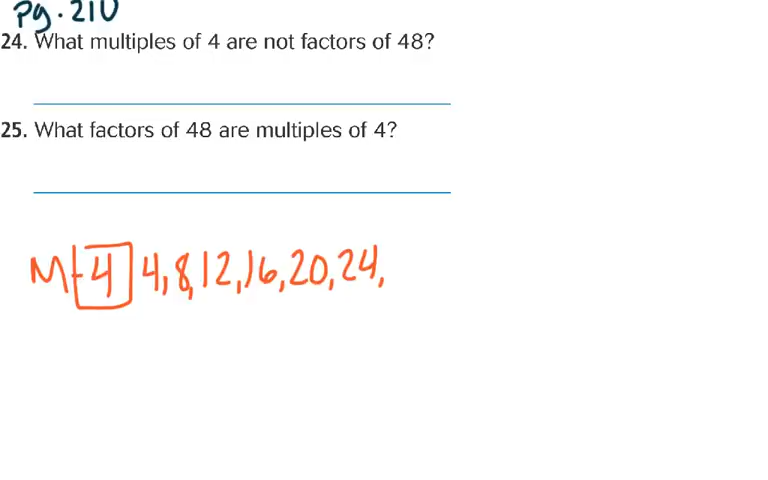 Pg. 210
24. What multiples of 4 are not factors of 48?
25. What factors of 48 are multiples of 4?
M-4 4, 8, 12, 16, 20, 24,